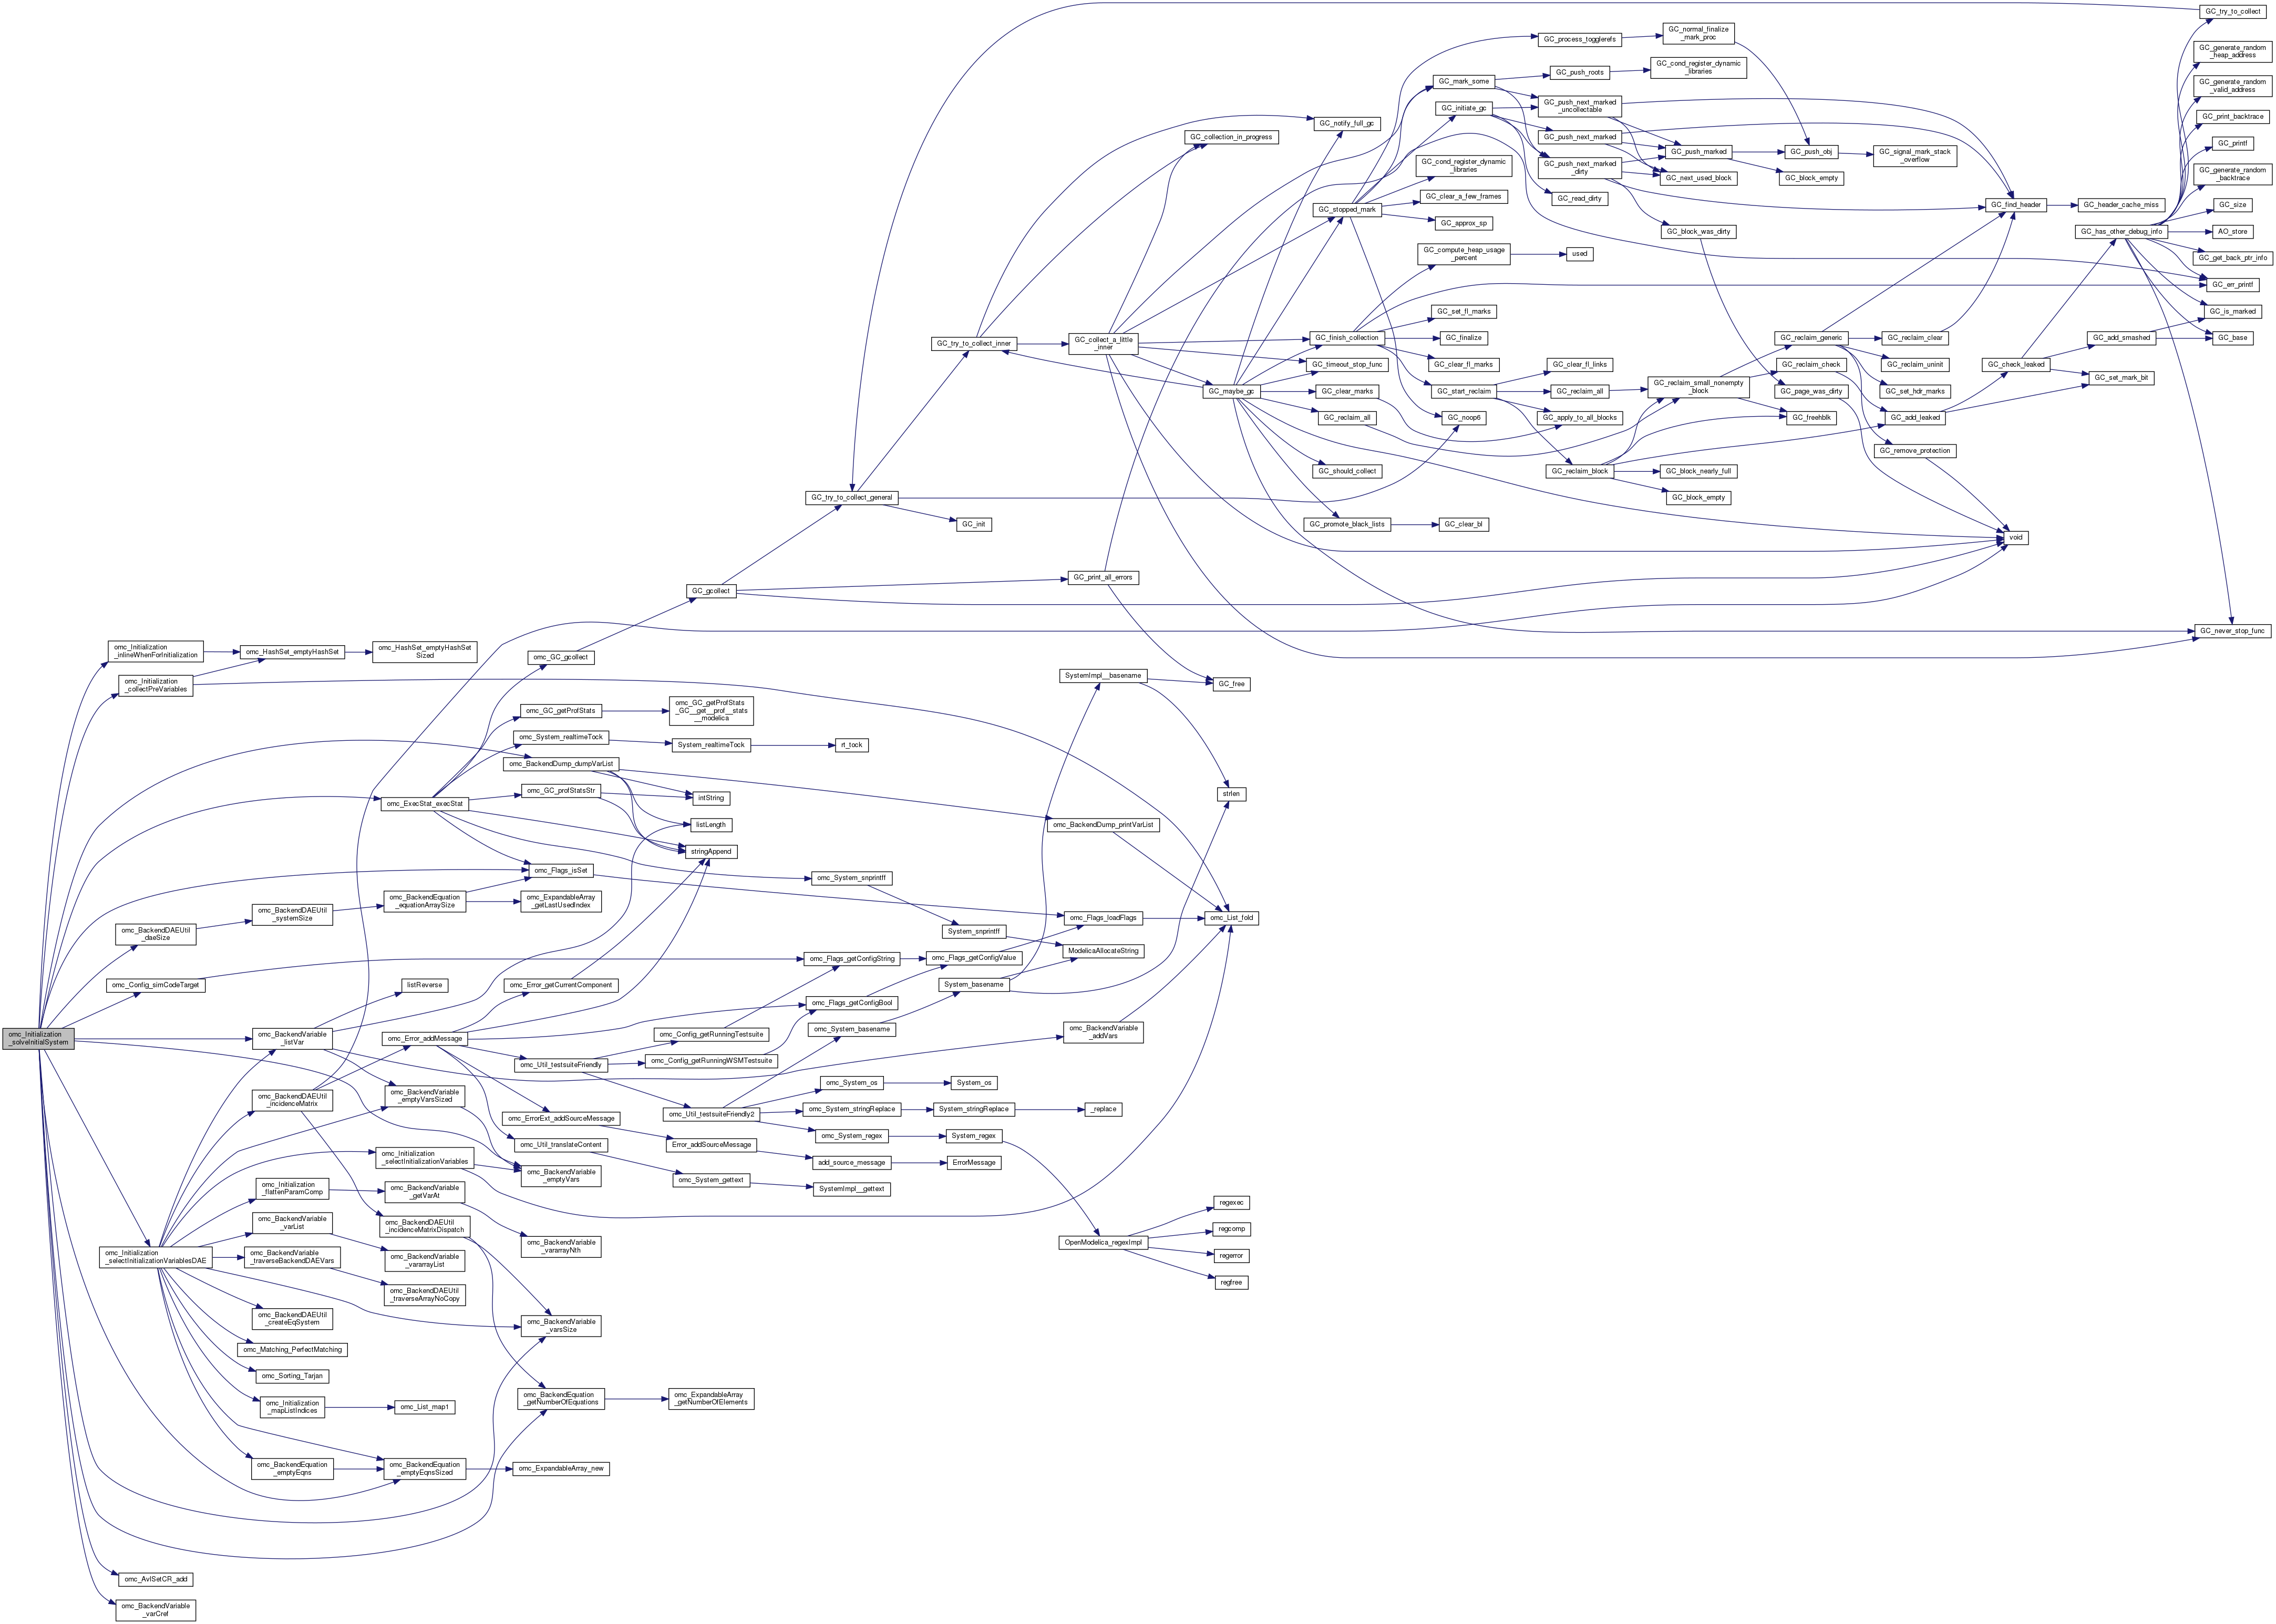 omc_Initialization
_solveInitialSystem
omc_Initialization
_inlineWhenForInitialization
omc_Initialization
_collectPreVariables
omc_HashSet_emptyHashSet
omc_HashSet_emptyHashSet
Sized
omc_ExecStat_execStat
omc_BackendDAEUtil
_daeSize
omc_BackendDAEUtil
_systemSize
omc_BackendEquation
_equationArraySize
omc_ExpandableArray
_getLastUsedIndex
omc_Config_simCodeTarget
omc_BackendVariable
_listVar
listReverse
omc_BackendDAEUtil
_incidenceMatrix
omc_Error_addMessage
omc_BackendVariable
_emptyVarsSized
omc_Initialization
_selectInitializationVariables
omc_Initialization
_flattenParamComp
omc_BackendVariable
_getVarAt
omc_BackendVariable
_varList
omc_BackendDAEUtil
_incidenceMatrixDispatch
omc_Initialization
_selectInitializationVariablesDAE
omc_BackendVariable
_traverseBackendDAEVars
omc_BackendVariable
_vararrayList
omc_BackendDAEUtil
_traverseArrayNoCopy
omc_BackendDAEUtil
_createEqSystem
omc_Matching_PerfectMatching
omc_Sorting_Tarjan
omc_Initialization
_mapListIndices
omc_List_map1
omc_BackendEquation
_emptyEqns
omc_BackendEquation
_emptyEqnsSized
omc_ExpandableArray_new
omc_AvlSetCR_add
omc_BackendVariable
_varCref
omc_GC_gcollect
omc_GC_getProfStats
omc_GC_getProfStats
_GC__get__prof__stats
__modelica
omc_System_realtimeTock
System_realtimeTock
rt_tock
omc_BackendDump_dumpVarList
omc_GC_profStatsStr
intString
listLength
stringAppend
omc_Flags_isSet
omc_Error_getCurrentComponent
omc_Util_testsuiteFriendly
omc_Config_getRunningTestsuite
omc_Config_getRunningWSMTestsuite
omc_Util_testsuiteFriendly2
omc_ErrorExt_addSourceMessage
Error_addSourceMessage
omc_Util_translateContent
omc_System_gettext
omc_BackendVariable
_emptyVars
omc_BackendVariable
_vararrayNth
omc_BackendVariable
_varsSize
omc_BackendEquation
_getNumberOfEquations
omc_ExpandableArray
_getNumberOfElements
omc_System_snprintff
System_snprintff
omc_Flags_getConfigString
omc_Flags_getConfigValue
omc_Flags_getConfigBool
omc_System_basename
System_basename
omc_System_os
System_os
omc_System_stringReplace
System_stringReplace
_replace
omc_System_regex
System_regex
add_source_message
ErrorMessage
SystemImpl__gettext
SystemImpl__basename
GC_free
strlen
omc_BackendDump_printVarList
omc_Flags_loadFlags
omc_List_fold
ModelicaAllocateString
omc_BackendVariable
_addVars
OpenModelica_regexImpl
regexec
regcomp
regerror
regfree
GC_gcollect
GC_print_all_errors
GC_try_to_collect_general
GC_init
GC_try_to_collect_inner
GC_collect_a_little
_inner
GC_collection_in_progress
GC_notify_full_gc
GC_stopped_mark
GC_finish_collection
GC_timeout_stop_func
GC_maybe_gc
GC_clear_marks
GC_reclaim_all
GC_should_collect
GC_promote_black_lists
GC_clear_bl
GC_mark_some
GC_initiate_gc
GC_cond_register_dynamic
_libraries
GC_clear_a_few_frames
GC_approx_sp
GC_compute_heap_usage
_percent
used
GC_set_fl_marks
GC_finalize
GC_clear_fl_marks
GC_start_reclaim
GC_noop6
GC_process_togglerefs
GC_normal_finalize
_mark_proc
GC_push_roots
GC_cond_register_dynamic
_libraries
GC_push_next_marked
_uncollectable
GC_push_next_marked
GC_push_next_marked
_dirty
GC_read_dirty
GC_push_marked
GC_next_used_block
GC_push_obj
GC_signal_mark_stack
_overflow
GC_block_empty
GC_block_was_dirty
GC_find_header
GC_header_cache_miss
GC_clear_fl_links
GC_reclaim_all
GC_apply_to_all_blocks
GC_reclaim_block
GC_reclaim_small_nonempty
_block
GC_block_nearly_full
GC_block_empty
GC_reclaim_generic
GC_reclaim_check
GC_page_was_dirty
GC_freehblk
GC_reclaim_clear
GC_reclaim_uninit
GC_set_hdr_marks
GC_add_leaked
GC_remove_protection
GC_check_leaked
GC_add_smashed
GC_set_mark_bit
void
GC_has_other_debug_info
GC_try_to_collect
GC_generate_random
_heap_address
GC_generate_random
_valid_address
GC_print_backtrace
GC_printf
GC_generate_random
_backtrace
GC_size
AO_store
GC_get_back_ptr_info
GC_err_printf
GC_is_marked
GC_base
GC_never_stop_func